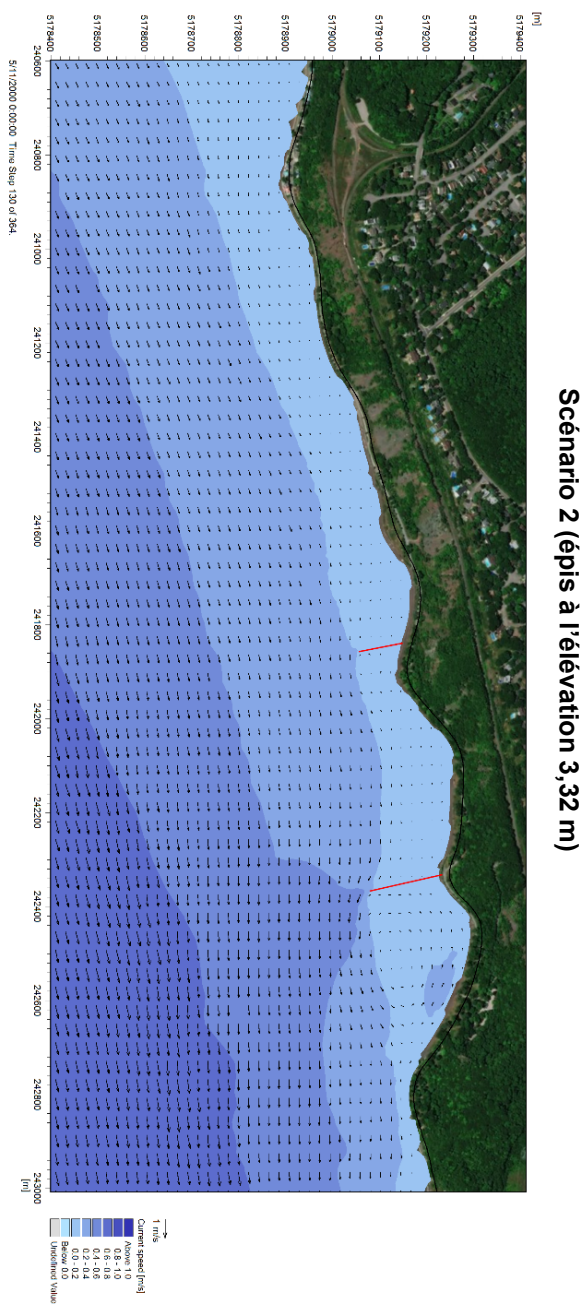 Scénario 2 (épis à l'élévation 3,32 m)
[m]
5179400
5179300
5179200
5179100
5179000
5178900
5178800
5178700
5178600
5178500
5178400
240600
240800
241000
241200
241400
241600
241800
242000
242200
242400
242600
242800
243000
[m]
5/11/2000 0:00:00 Time Step 130 of 364.
1 m/s
Current speed [m/s]
Above 1.0
0.8 - 1.0
0.6 - 0.8
0.4 - 0.6
0.2 - 0.4
0.0 - 0.2
Below 0.0
Undefined Value